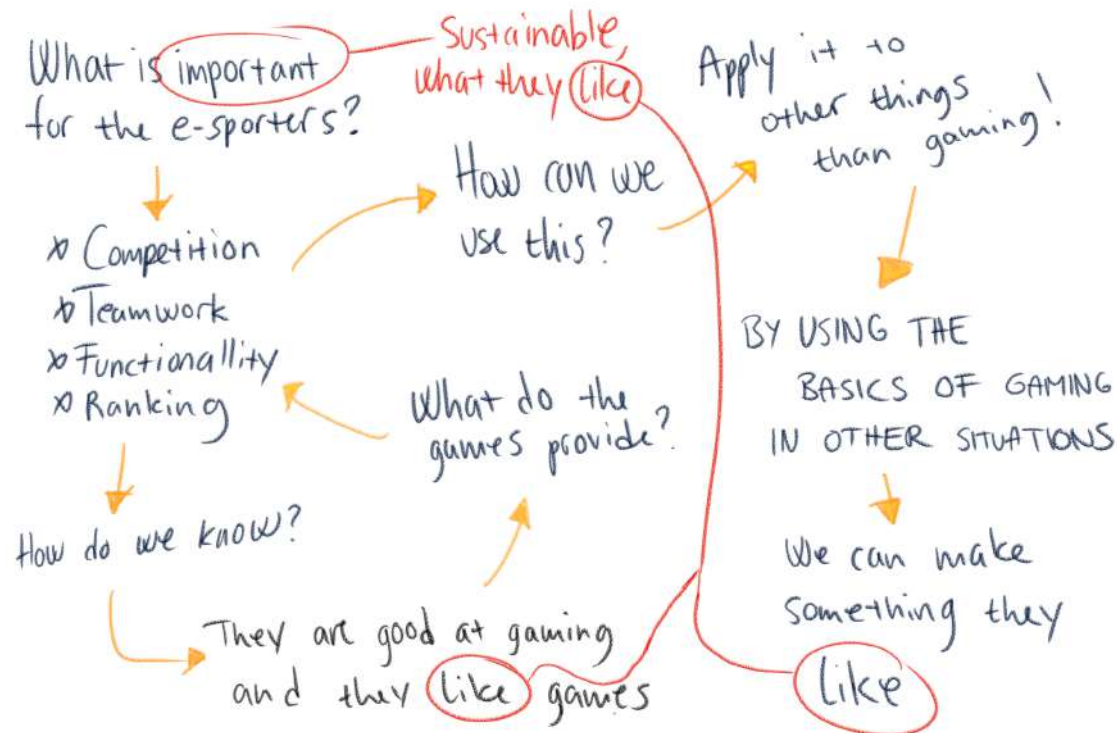 What is important
for the e-sporters?
Sustainable,
what they like
Apply it to
other things
than gaming!
How can we
use this?
Competition
Teamwork
Functionallity
Ranking
What do the
games provide?
BY USING THE
BASICS OF GAMING
IN OTHER SITUATIONS
How do we know?
They are good at gaming
and they like games
We can make
something they
like